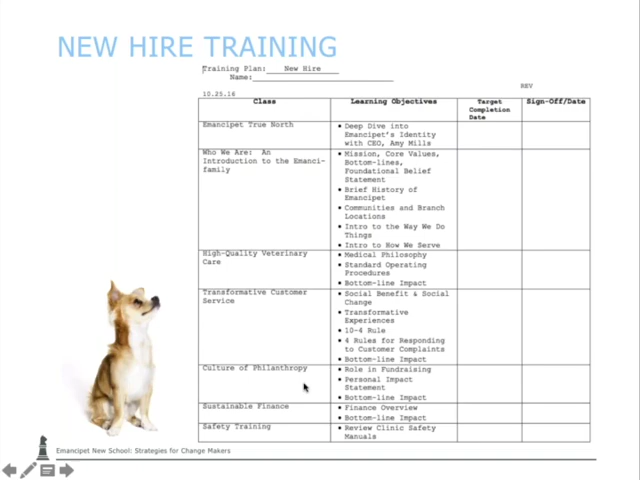 NEW HIRE TRAINING
Training Plan: New Hire
Name:
REV
10.25.16
Class
Learning Objectives
Target
Completion
Date
Sign-Off/Date
Emancipet True North
• Deep Dive into
Emancipet's Identity
with CEO, Amy Mills
Who We Are: An
Introduction to the Emanci-
family
• Mission, Core Values,
Bottom-lines,
Foundational Belief
Statement
• Brief History of
Emancipet
• Communities and Branch
Locations
• Intro to the Way We Do
Things
• Intro to How We Serve
High-Quality Veterinary
Care
• Medical Philosophy
• Standard Operating
Procedures
• Bottom-line Impact
Transformative Customer
Service
• Social Benefit & Social
Change
• Transformative
Experiences
• 10-4 Rule
• 4 Rules for Responding
to Customer Complaints
• Bottom-line Impact
Culture of Philanthropy
• Role in Fundraising
• Personal Impact
Statement
• Bottom-line Impact
Sustainable Finance
• Finance Overview
• Bottom-line Impact
Safety Training
• Review Clinic Safety
Manuals
Emancipet New School: Strategies for Change Makers